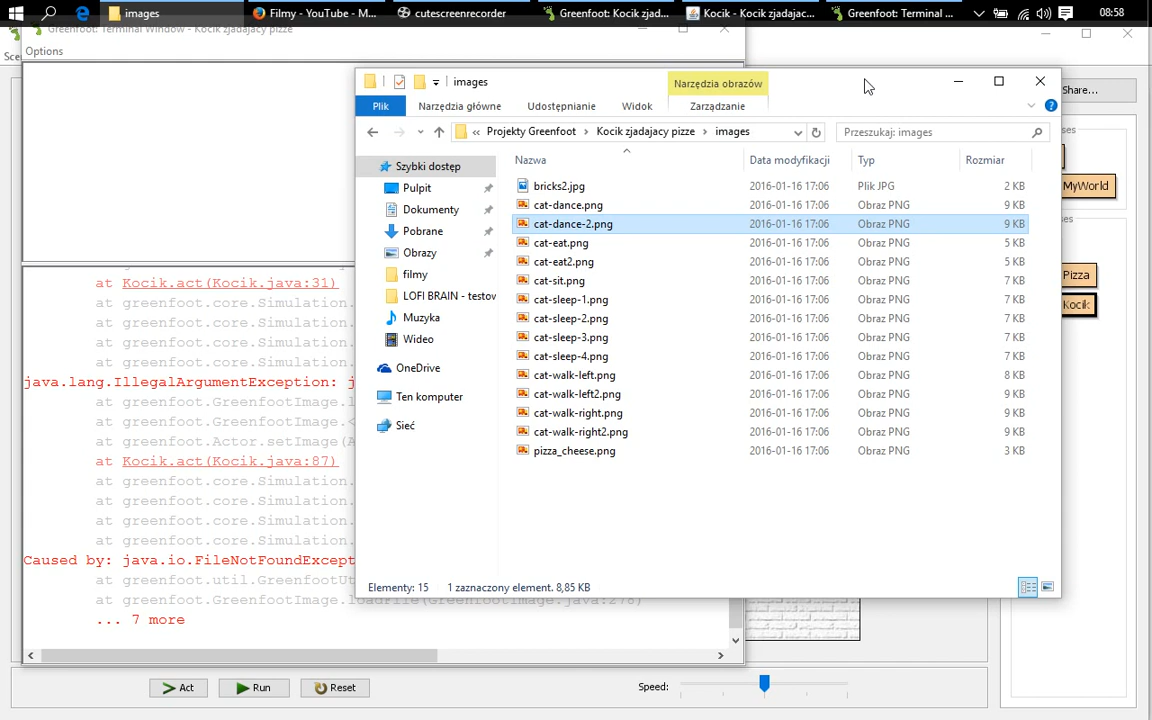 images
Filmy - YouTube - M...
cutescreenrecorder
Greenfoot: Kocik zjad...
Kocik - Kocik zjadajac...
Greenfoot: Terminal ...
08:58
Greenfoot: Terminal Window - Kocik zjadajacy pizze
Options
images
Narzędzia obrazów
Share...
Plik
Narzędzia główne
Udostępnianie
Widok
Zarządzanie
« Projekty Greenfoot > Kocik zjadajacy pizze > images
Przeszukaj: images
Nazwa
Data modyfikacji
Typ
Rozmiar
Szybki dostęp
Pulpit
Dokumenty
Pobrane
Obrazy
filmy
LOFI BRAIN - testow
Muzyka
Wideo
OneDrive
Ten komputer
Sieć
bricks2.jpg 2016-01-16 17:06 Plik JPG 2 KB
cat-dance.png 2016-01-16 17:06 Obraz PNG 9 KB
cat-dance-2.png 2016-01-16 17:06 Obraz PNG 9 KB
cat-eat.png 2016-01-16 17:06 Obraz PNG 5 KB
cat-eat2.png 2016-01-16 17:06 Obraz PNG 5 KB
cat-sit.png 2016-01-16 17:06 Obraz PNG 7 KB
cat-sleep-1.png 2016-01-16 17:06 Obraz PNG 7 KB
cat-sleep-2.png 2016-01-16 17:06 Obraz PNG 7 KB
cat-sleep-3.png 2016-01-16 17:06 Obraz PNG 7 KB
cat-sleep-4.png 2016-01-16 17:06 Obraz PNG 7 KB
cat-walk-left.png 2016-01-16 17:06 Obraz PNG 8 KB
cat-walk-left2.png 2016-01-16 17:06 Obraz PNG 9 KB
cat-walk-right.png 2016-01-16 17:06 Obraz PNG 9 KB
cat-walk-right2.png 2016-01-16 17:06 Obraz PNG 9 KB
pizza_cheese.png 2016-01-16 17:06 Obraz PNG 3 KB
Elementy: 15 1 zaznaczony element. 8,85 KB
MyWorld
Pizza
Kocik
at Kocik.act(Kocik.java:31)
at greenfoot.core.Simulation.
at greenfoot.core.Simulation.
at greenfoot.core.Simulation.
at greenfoot.core.Simulation.
java.lang.IllegalArgumentException: j
at greenfoot.GreenfootImage.l
at greenfoot.GreenfootImage.<
at greenfoot.Actor.setImage(A
at Kocik.act(Kocik.java:87)
at greenfoot.core.Simulation.
at greenfoot.core.Simulation.
at greenfoot.core.Simulation.
at greenfoot.core.Simulation.
Caused by: java.io.FileNotFoundExcept
at greenfoot.util.GreenfootUt
at greenfoot.GreenfootImage.loadFile(GreenfootImage.java:278)
... 7 more
Act
Run
Reset
Speed: